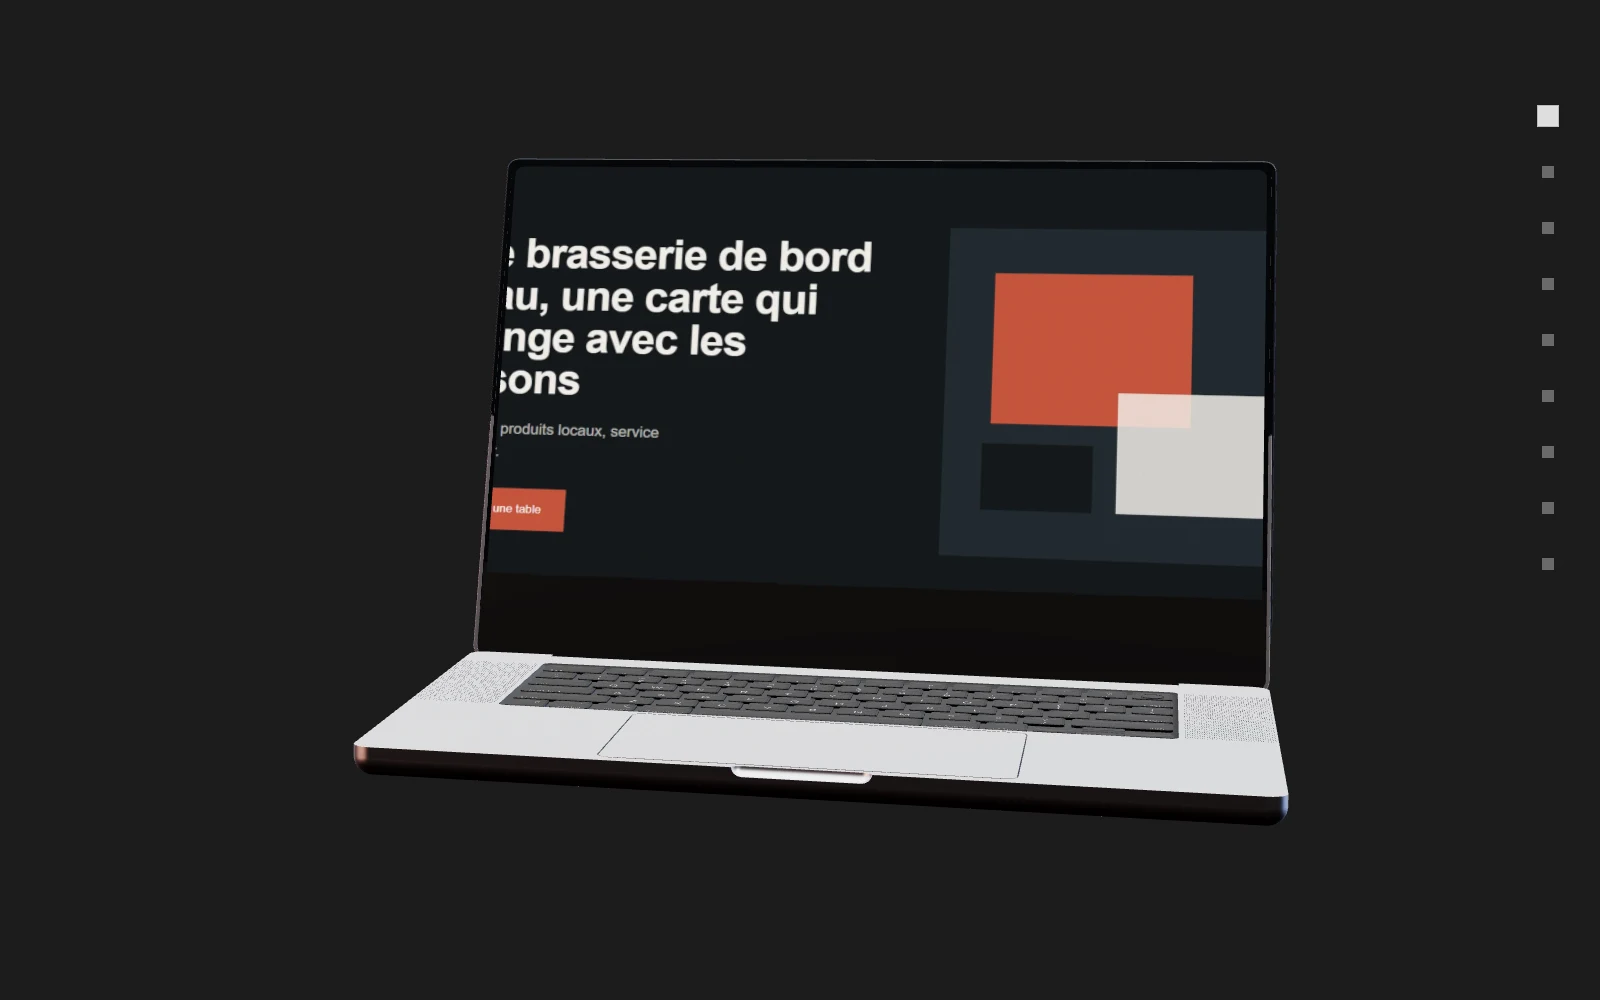 e brasserie de bord
au, une carte qui
nge avec les
sons
produits locaux, service
une table